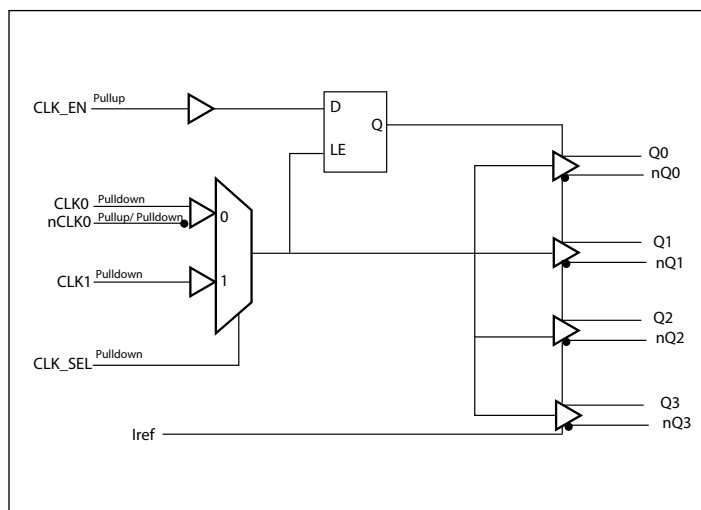 CLK_EN Pullup
D
Q
LE
Q0
nQ0
CLK0 Pulldown
nCLK0 Pullup/ Pulldown
0
Q1
nQ1
CLK1 Pulldown
1
Q2
nQ2
CLK_SEL Pulldown
Q3
nQ3
Iref